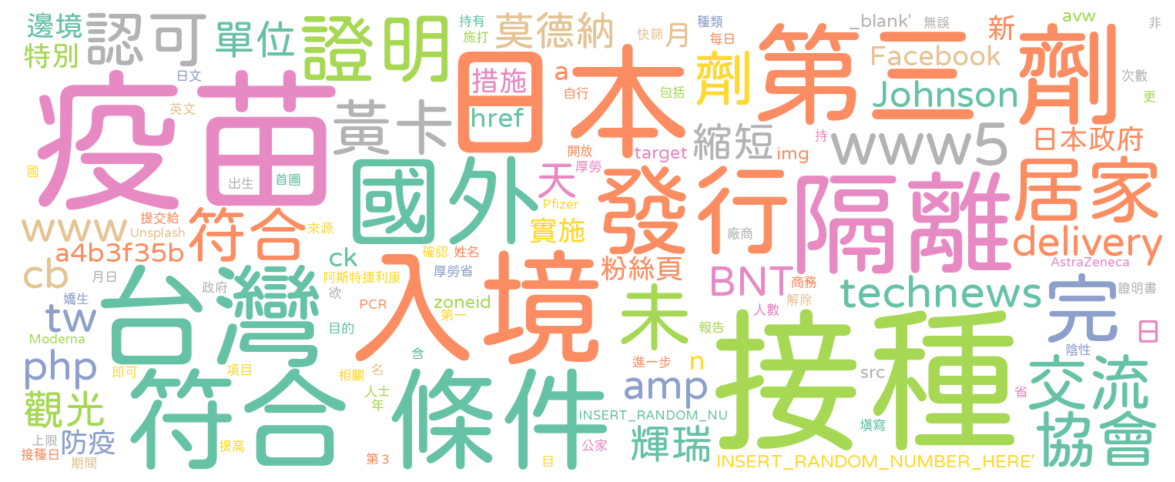 邊境
認可
單位
證明
持有
施打
莫德納
快篩
月
種類
每日
_blank'
無誤
新
avw
非
特別
日文
措施
日本
a
自行
包括
劑
第三劑
Facebook
Johnson
次數
更
疫苗
英文
黃卡
href
開放
target
厚勞
縮短
img
持
www5
日本政府
國
出生
首圖
國外
天
Pfizer
發行
隔離
居家
www
提交給
Unsplash
符合
來源
實施
廠商
delivery
a4b3f35b
確認
姓名
ck
厚勞省
阿斯特捷利康
欲
粉絲頁
BNT
商務
解除
AstraZeneca
cb
月日
政府
台灣
入境
PCR
zoneid
第一
未
人數
technews
證明書
完
嬌生
tw
Moderna
目的
報告
日
php
即可
項目
含
相關
名
人士
年
進一步
n
amp
接種
src
陰性
省
交流
觀光
符合
條件
INSERT_RANDOM_NU
填寫
上限
防疫
接種日
期間
提高
第3
目
公家
輝瑞
INSERT_RANDOM_NUMBER_HERE'
協會